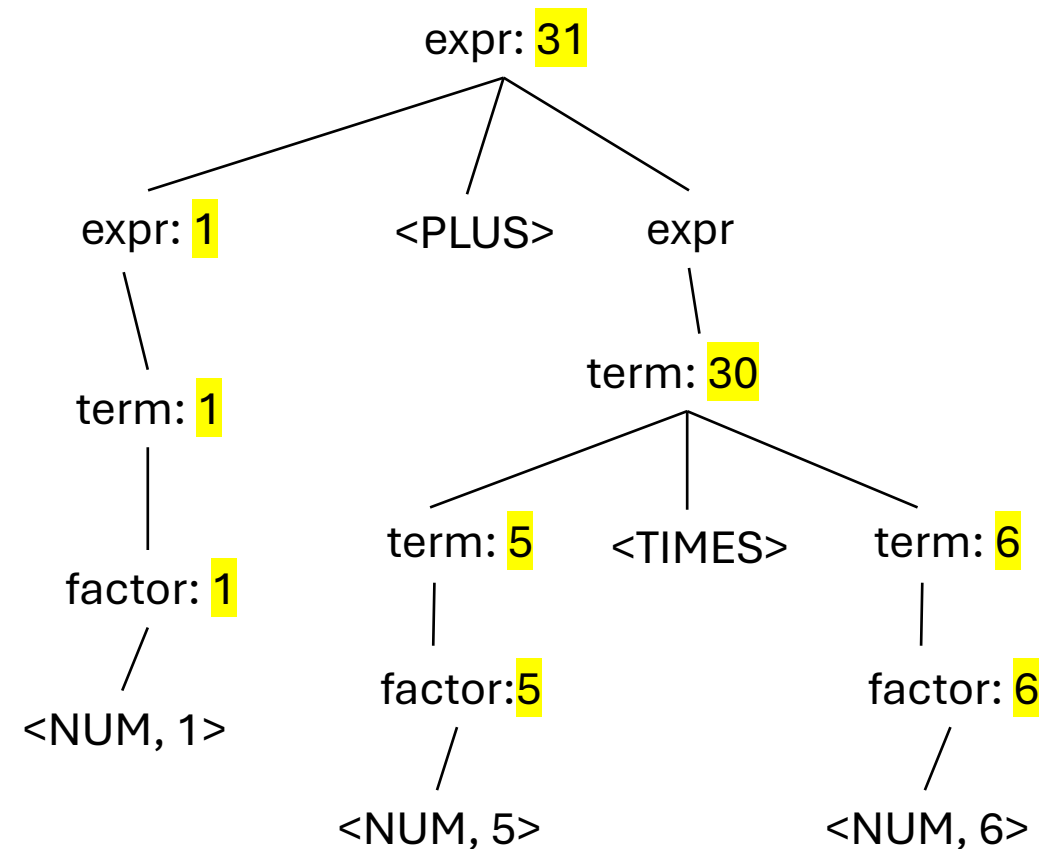 expr: 31
expr: 1 <PLUS> expr
term: 30
term: 1
term: 5 <TIMES> term: 6
factor: 1
factor:5 factor: 6
<NUM, 1>
<NUM, 5> <NUM, 6>